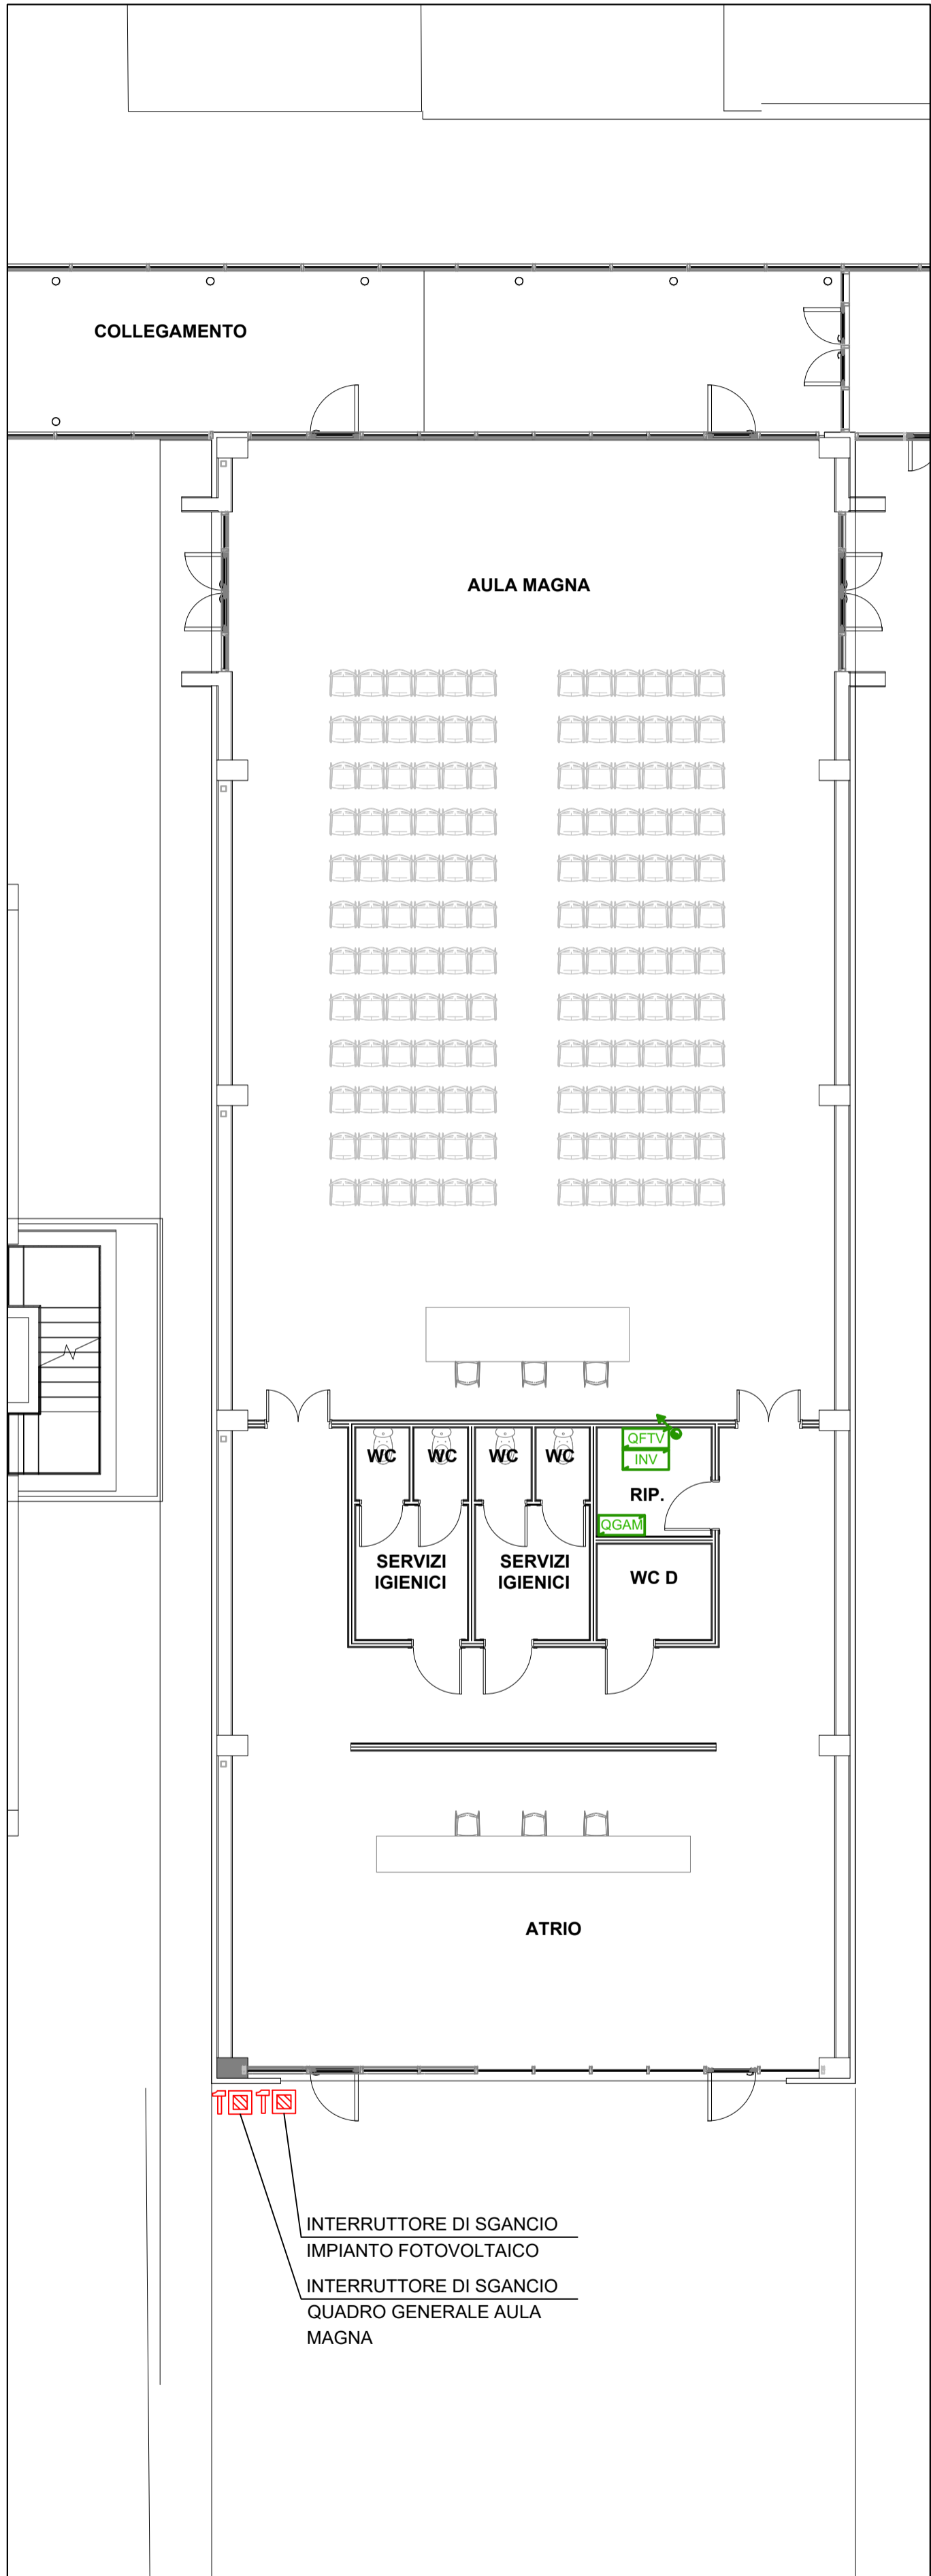 COLLEGAMENTO
AULA MAGNA
WC
WC
WC
WC
QFTV
INV
RIP.
QGAM
SERVIZI
IGIENICI
SERVIZI
IGIENICI
WC D
ATRIO
INTERRUTTORE DI SGANCIO
IMPIANTO FOTOVOLTAICO
INTERRUTTORE DI SGANCIO
QUADRO GENERALE AULA
MAGNA